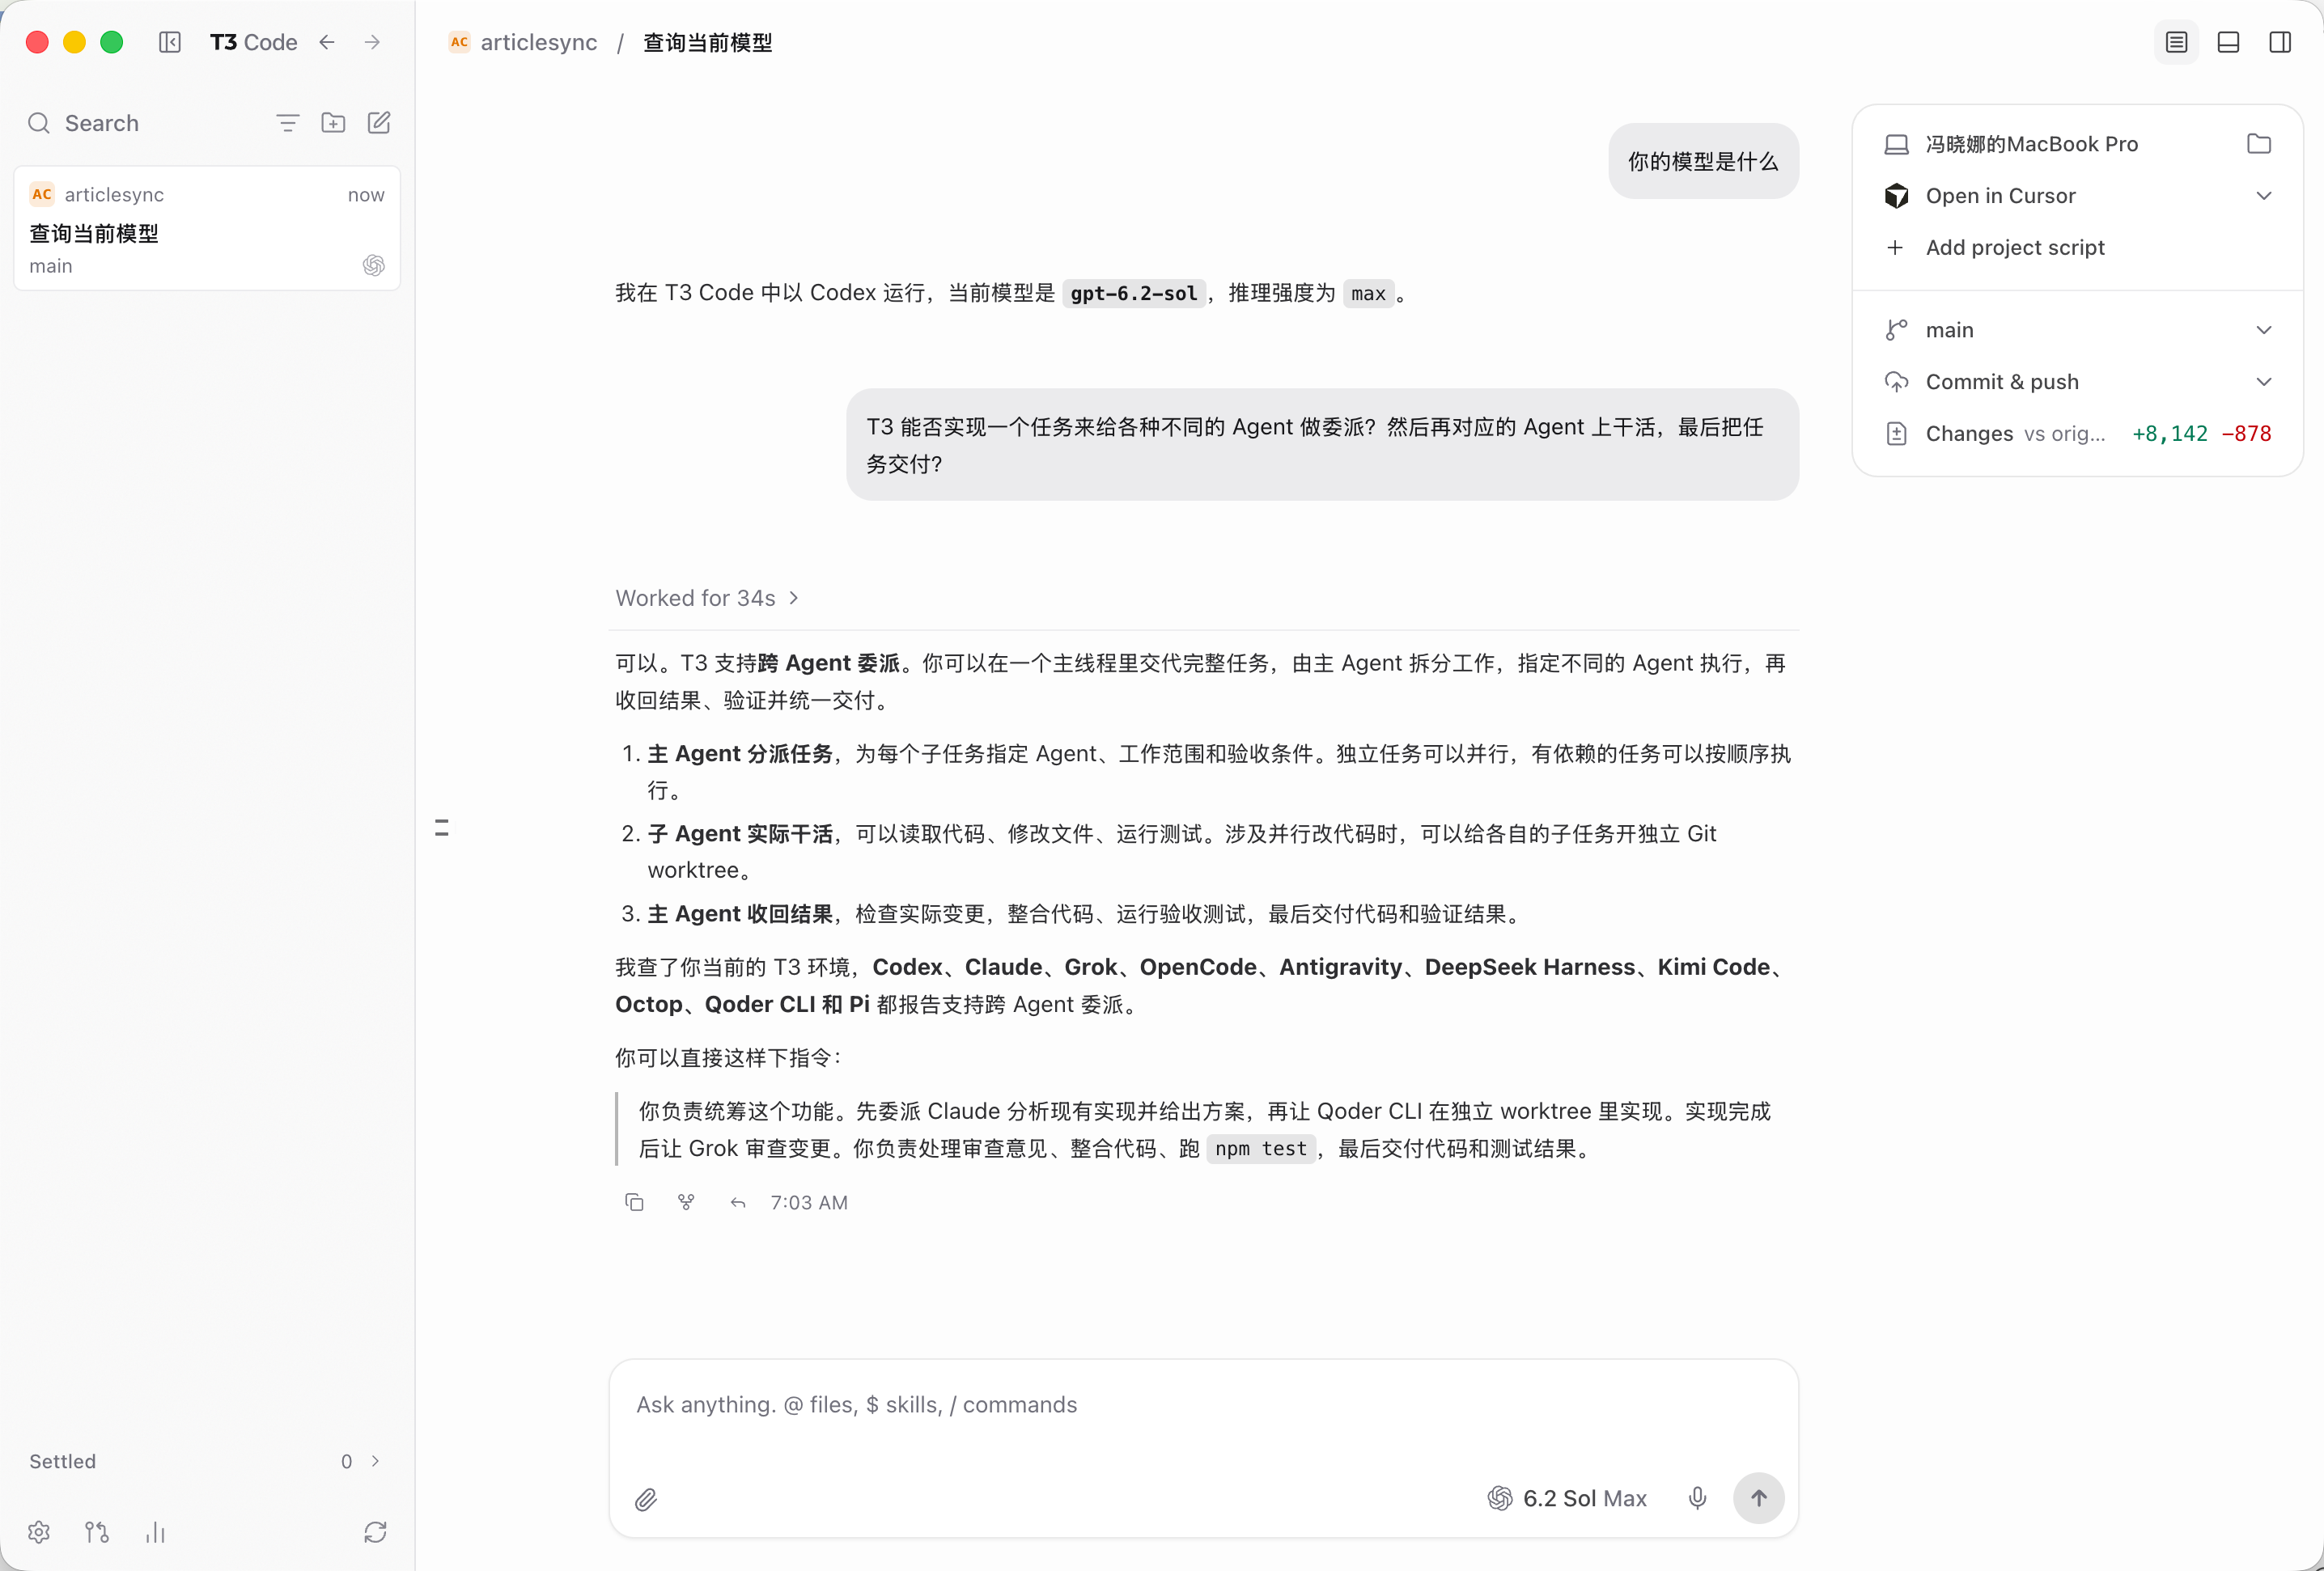 T3 Code
Search
AC articlesync now
查询当前模型
main
Settled 0
AC articlesync / 查询当前模型
你的模型是什么
我在 T3 Code 中以 Codex 运行，当前模型是 gpt-6.2-sol，推理强度为 max。
T3 能否实现一个任务来给各种不同的 Agent 做委派？然后再对应的 Agent 上干活，最后把任
务交付？
Worked for 34s
可以。T3 支持跨 Agent 委派。你可以在一个主线程里交代完整任务，由主 Agent 拆分工作，指定不同的 Agent 执行，再
收回结果、验证并统一交付。
1. 主 Agent 分派任务，为每个子任务指定 Agent、工作范围和验收条件。独立任务可以并行，有依赖的任务可以按顺序执
行。
2. 子 Agent 实际干活，可以读取代码、修改文件、运行测试。涉及并行改代码时，可以给各自的子任务开独立 Git
worktree。
3. 主 Agent 收回结果，检查实际变更，整合代码、运行验收测试，最后交付代码和验证结果。
我查了你当前的 T3 环境，Codex、Claude、Grok、OpenCode、Antigravity、DeepSeek Harness、Kimi Code、
Octop、Qoder CLI 和 Pi 都报告支持跨 Agent 委派。
你可以直接这样下指令：
你负责统筹这个功能。先委派 Claude 分析现有实现并给出方案，再让 Qoder CLI 在独立 worktree 里实现。实现完成
后让 Grok 审查变更。你负责处理审查意见、整合代码、跑 npm test，最后交付代码和测试结果。
7:03 AM
Ask anything. @ files, $ skills, / commands
6.2 Sol Max
冯晓娜的MacBook Pro
Open in Cursor
Add project script
main
Commit & push
Changes vs orig... +8,142 −878